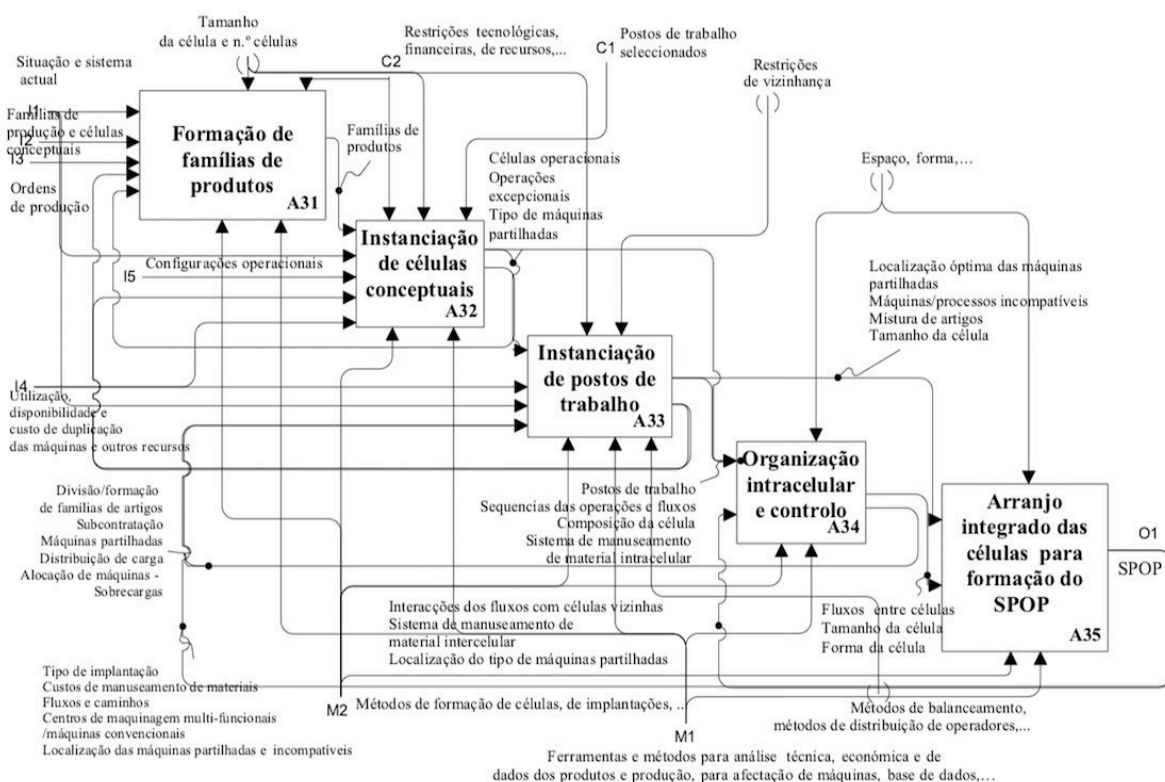 Tamanho
da célula e n.º células
Restrições tecnológicas,
financeiras, de recursos,...
C1
Postos de trabalho
seleccionados
C2
Restrições
de vizinhança
Situação e sistema
actual
I1
Famílias de
produção e células
I2
conceptuais
I3
Ordens
de produção
Formação de
famílias de
produtos
A31
Famílias de
produtos
Células operacionais
Operações
excepcionais
Tipo de máquinas
partilhadas
Espaço, forma,...
Configurações operacionais
I5
Instanciação
de células
conceptuais
A32
Localização óptima das máquinas
partilhadas
Máquinas/processos incompatíveis
Mistura de artigos
Tamanho da célula
Instanciação
de postos de
trabalho
A33
I4
Utilização,
disponibilidade e
custo de duplicação
das máquinas e outros recursos
Organização
intracelular
e controlo
A34
Postos de trabalho
Sequencias das operações e fluxos
Composição da célula
Sistema de manuseamento
de material intracelular
Divisão/formação
de famílias de artigos
Subcontratação
Máquinas partilhadas
Distribuição de carga
Alocação de máquinas -
Sobrecargas
Arranjo
integrado das
células para
formação do
SPOP
A35
O1
SPOP
Interacções dos fluxos com células vizinhas
Sistema de manuseamento de
material intercelular
Localização do tipo de máquinas partilhadas
Fluxos entre células
Tamanho da célula
Forma da célula
Tipo de implantação
Custos de manuseamento de materiais
Fluxos e caminhos
Centros de maquinagem multi-funcionais
/máquinas convencionais
Localização das máquinas partilhadas e incompatíveis
M2
Métodos de formação de células, de implantações, ...
M1
Métodos de balanceamento,
métodos de distribuição de operadores,...
Ferramentas e métodos para análise técnica, económica e de
dados dos produtos e produção, para afectação de máquinas, base de dados,...